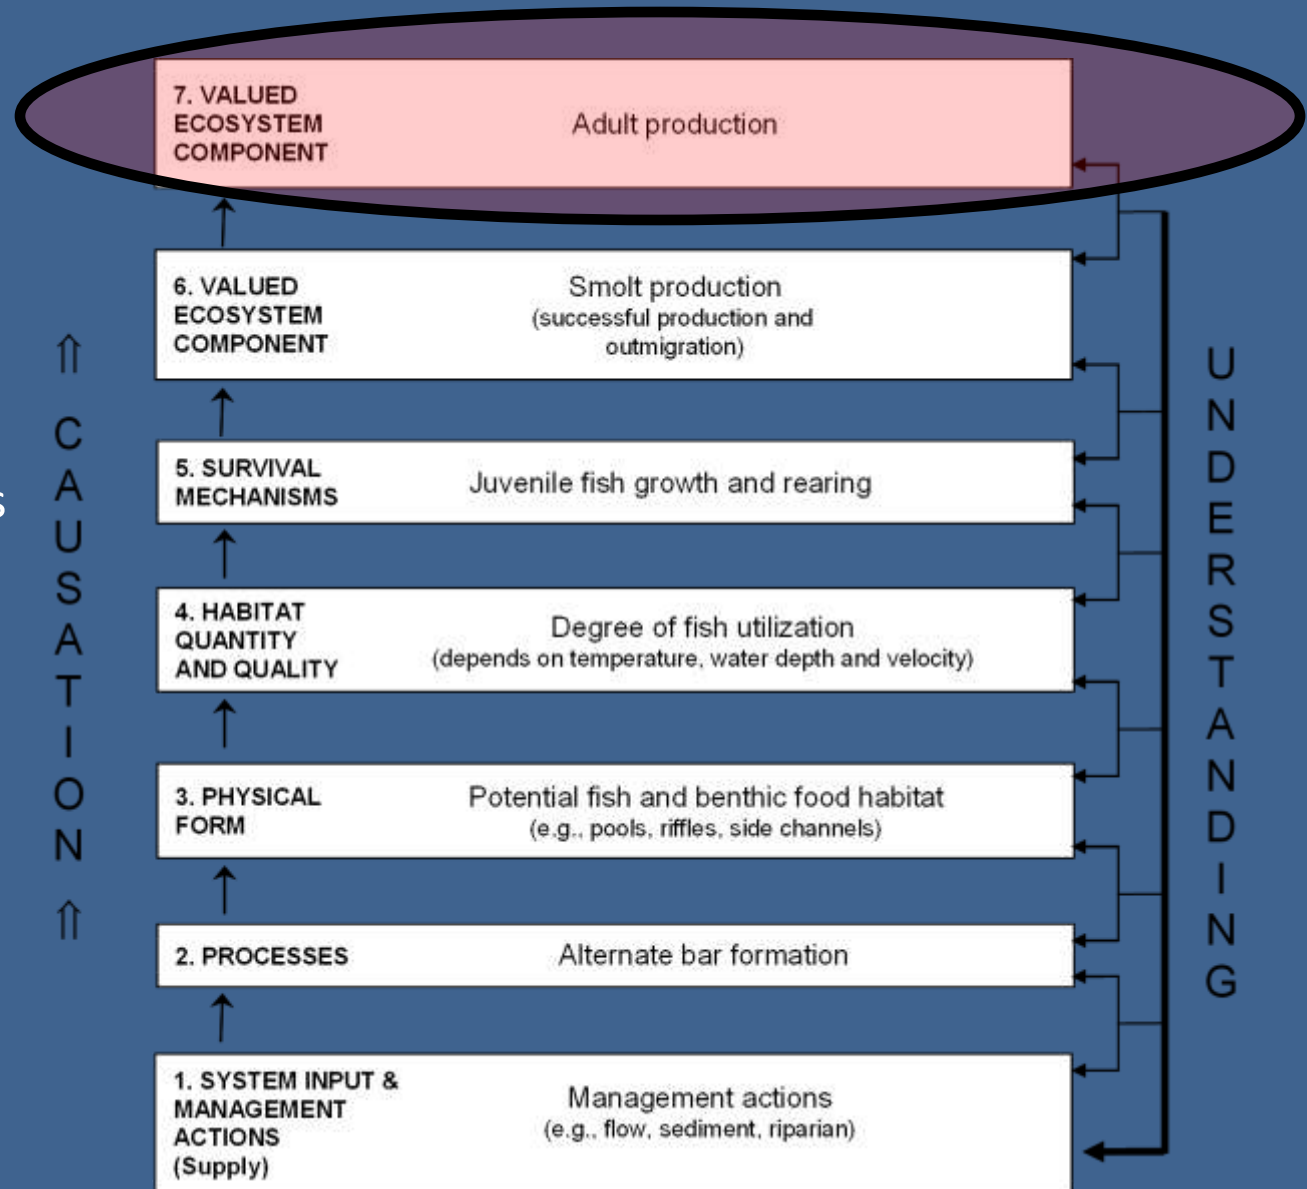 7. VALUED
ECOSYSTEM
COMPONENT
Adult production
6. VALUED
ECOSYSTEM
COMPONENT
Smolt production
(successful production and
outmigration)
5. SURVIVAL
MECHANISMS
Juvenile fish growth and rearing
4. HABITAT
QUANTITY
AND QUALITY
Degree of fish utilization
(depends on temperature, water depth and velocity)
3. PHYSICAL
FORM
Potential fish and benthic food habitat
(e.g., pools, riffles, side channels)
2. PROCESSES
Alternate bar formation
1. SYSTEM INPUT &
MANAGEMENT
ACTIONS
(Supply)
Management actions
(e.g., flow, sediment, riparian)
⇑ CAUSATION ⇑
UNDERSTANDING
s